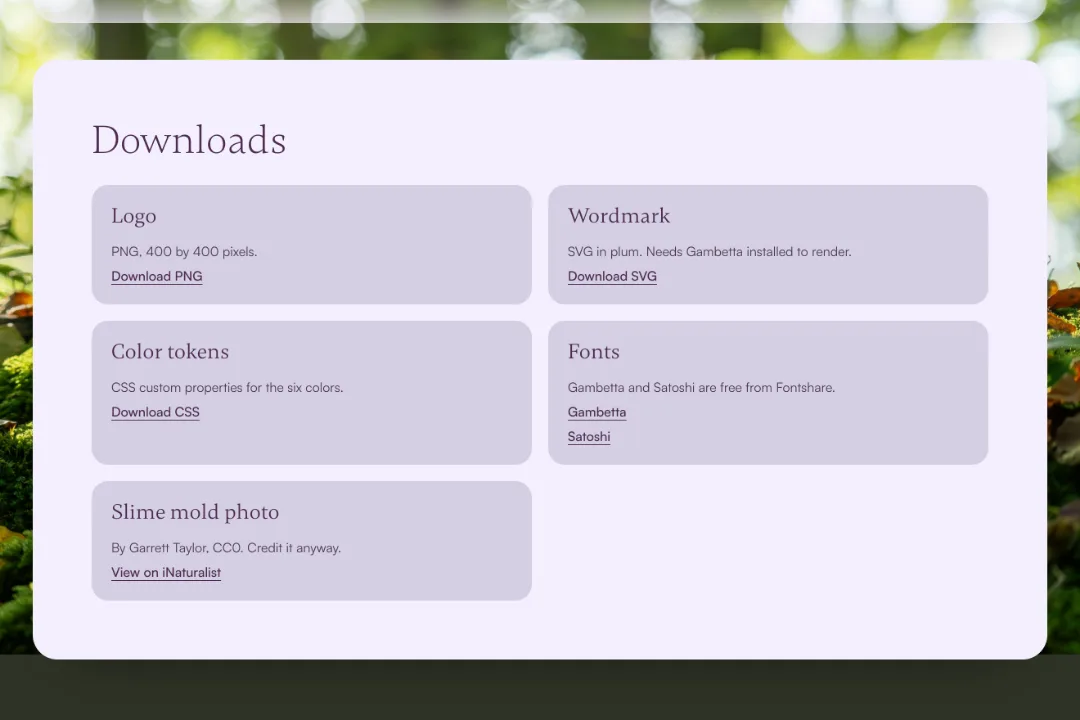 Downloads
Logo
PNG, 400 by 400 pixels.
Download PNG
Wordmark
SVG in plum. Needs Gambetta installed to render.
Download SVG
Color tokens
CSS custom properties for the six colors.
Download CSS
Fonts
Gambetta and Satoshi are free from Fontshare.
Gambetta
Satoshi
Slime mold photo
By Garrett Taylor, CC0. Credit it anyway.
View on iNaturalist